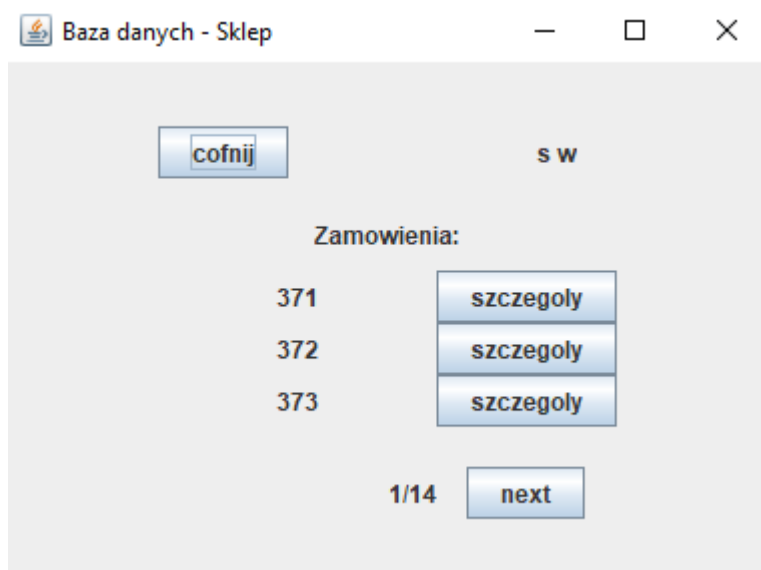 Baza danych - Sklep
cofnij s w
Zamowienia:
371 szczegoly
372 szczegoly
373 szczegoly
1/14 next